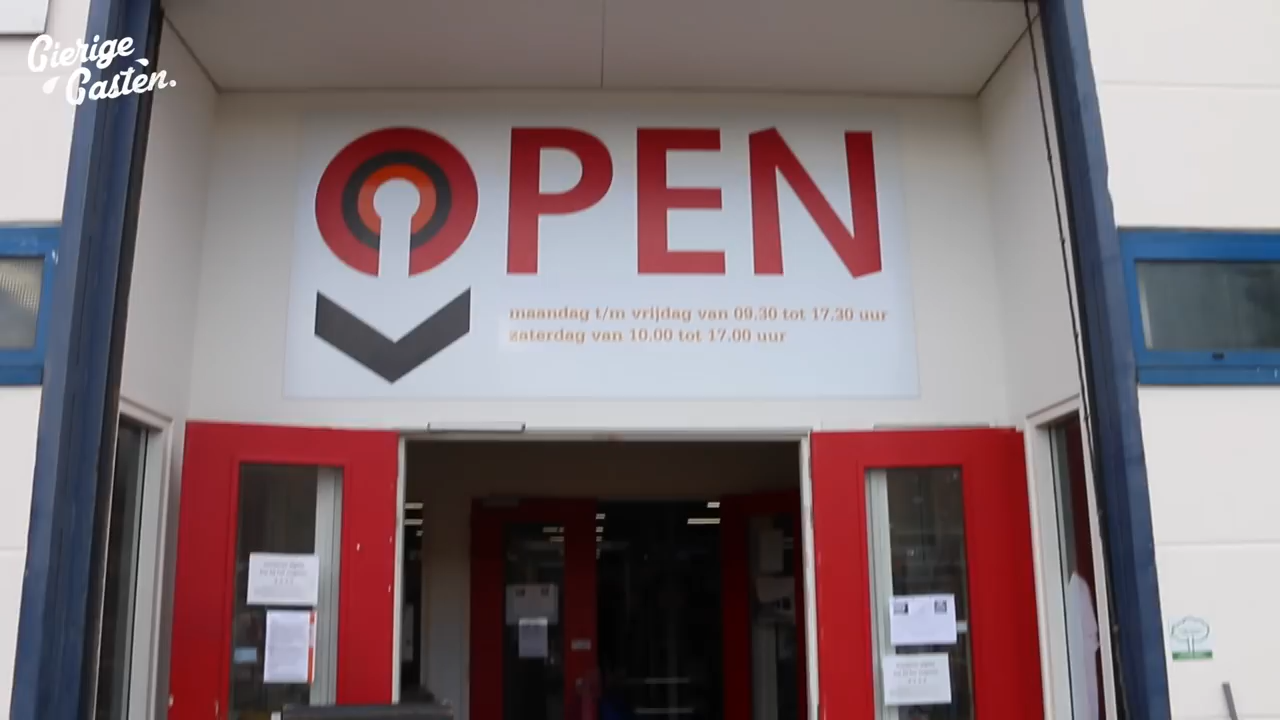 Gierige
Gasten.
OPEN
maandag t/m vrijdag van 09.30 tot 17.30 uur
zaterdag van 10.00 tot 17.00 uur